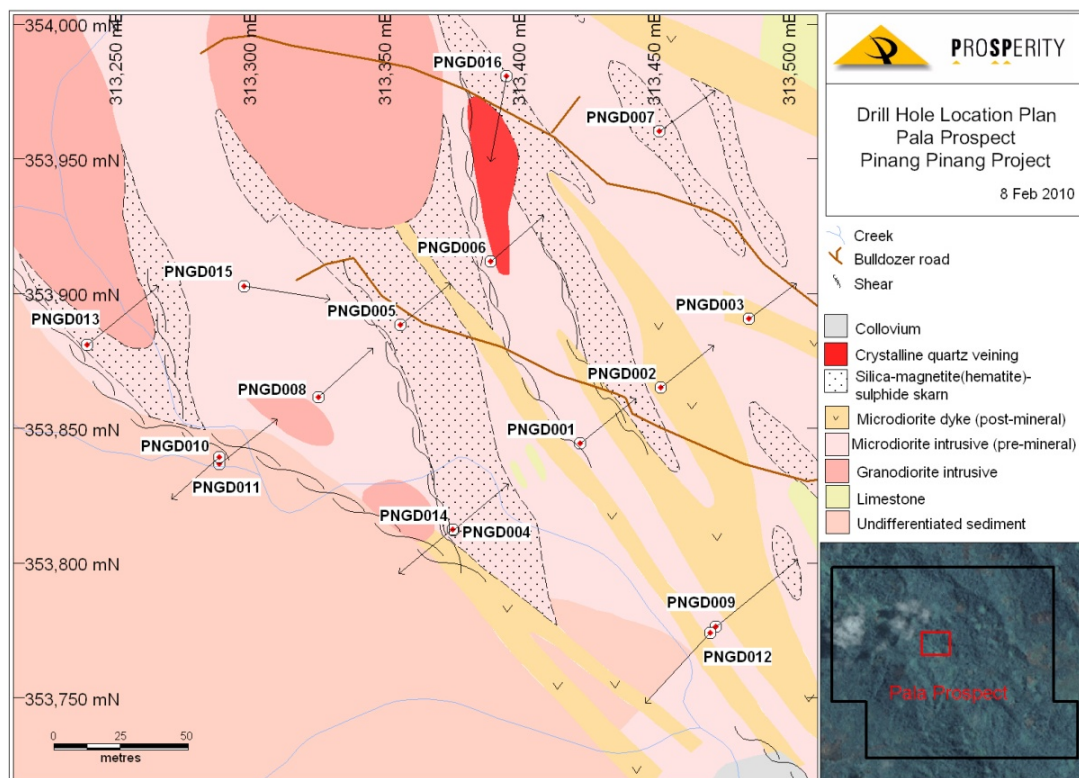 354,000 mN
313,250 mE
313,300 mE
313,350 mE
313,400 mE
313,450 mE
313,500 mE
PNGD016
PNGD007
353,950 mN
PNGD006
PNGD015
353,900 mN
PNGD013
PNGD005
PNGD003
PNGD008
PNGD002
353,850 mN
PNGD001
PNGD010
PNGD011
PNGD014
PNGD004
353,800 mN
PNGD009
PNGD012
353,750 mN
0 25 50
metres
PROSPERITY
Drill Hole Location Plan
Pala Prospect
Pinang Pinang Project
8 Feb 2010
Creek
Bulldozer road
Shear
Collovium
Crystalline quartz veining
Silica-magnetite(hematite)-
sulphide skarn
Microdiorite dyke (post-mineral)
Microdiorite intrusive (pre-mineral)
Granodiorite intrusive
Limestone
Undifferentiated sediment
Pala Prospect